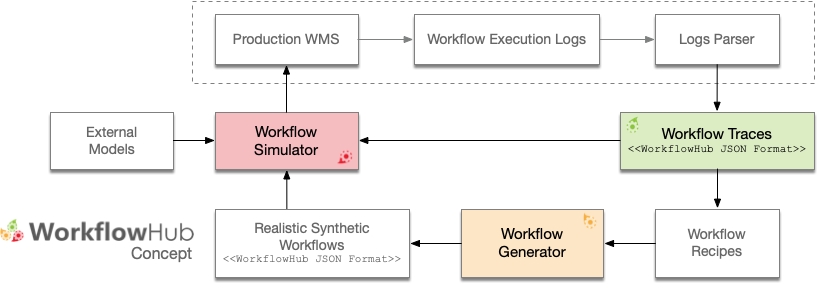 Production WMS
Workflow Execution Logs
Logs Parser
External
Models
Workflow
Simulator
Workflow Traces
<<WorkflowHub JSON Format>>
WorkflowHub
Concept
Realistic Synthetic
Workflows
<<WorkflowHub JSON Format>>
Workflow
Generator
Workflow
Recipes